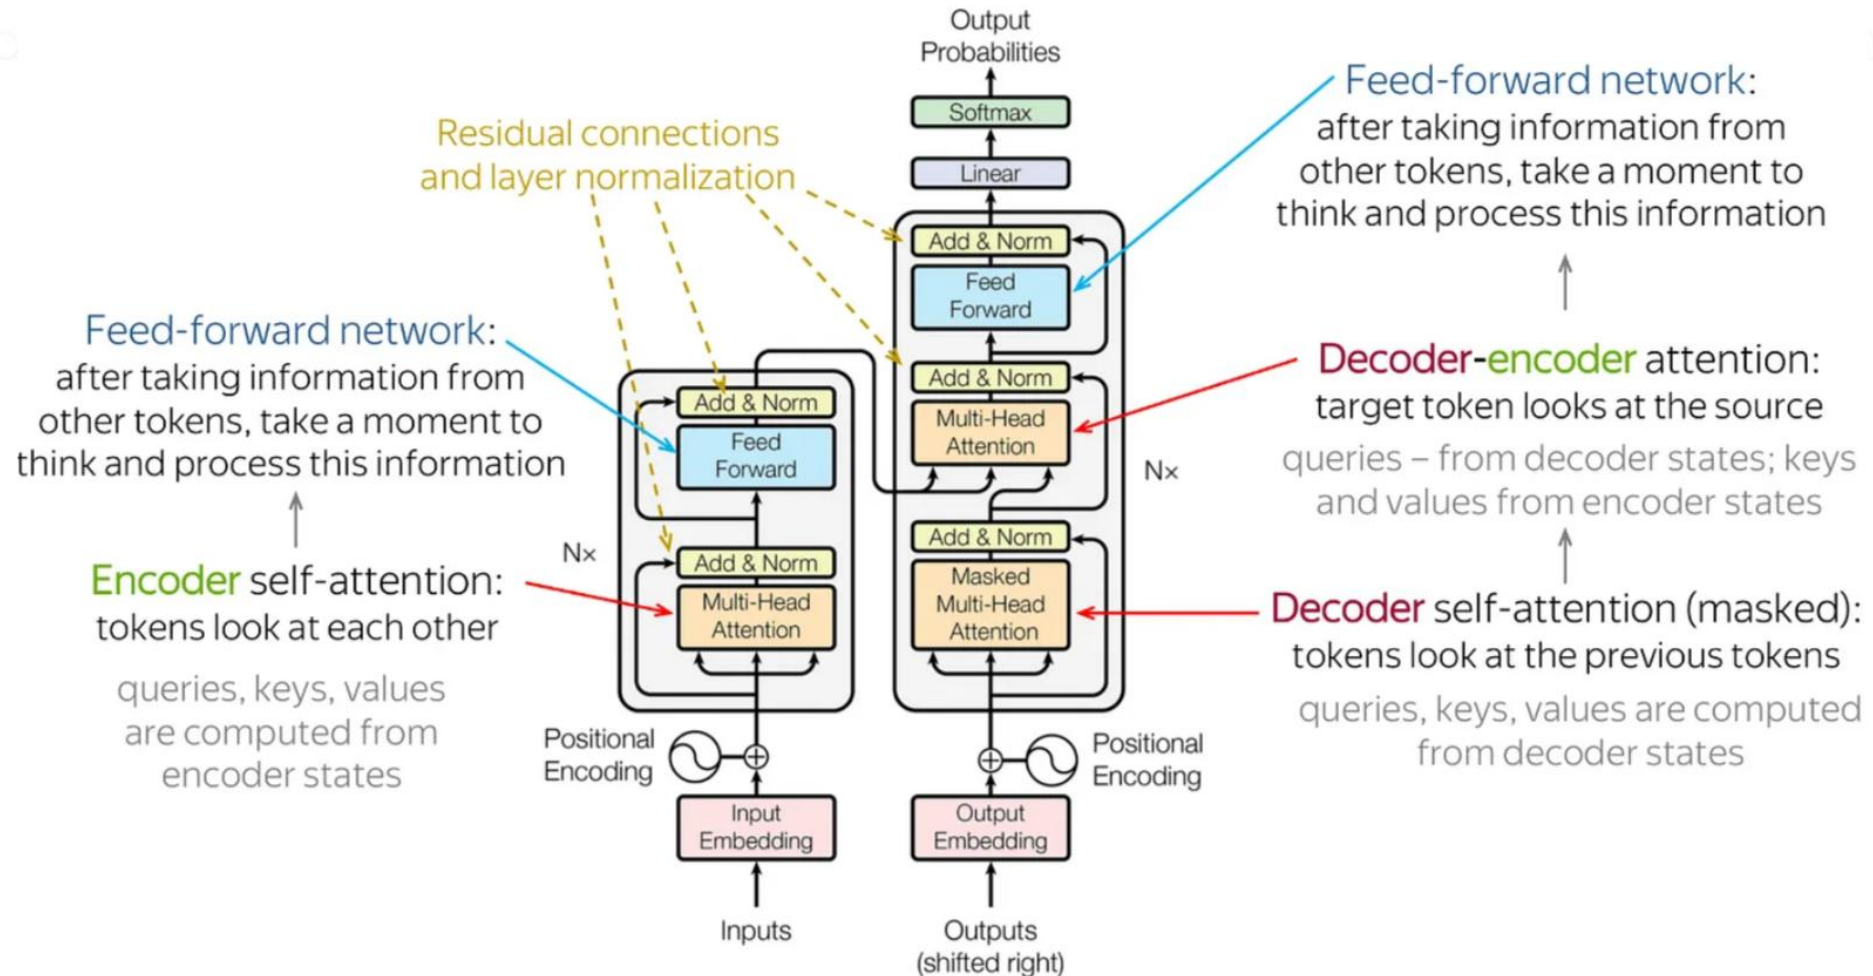 Output
Probabilities
Softmax
Linear
Add & Norm
Feed
Forward
Add & Norm
Multi-Head
Attention
Nx
Add & Norm
Masked
Multi-Head
Attention
Positional
Encoding
Output
Embedding
Outputs
(shifted right)
Residual connections
and layer normalization
Add & Norm
Feed
Forward
Nx
Add & Norm
Multi-Head
Attention
Positional
Encoding
Input
Embedding
Inputs
Feed-forward network:
after taking information from
other tokens, take a moment to
think and process this information
Encoder self-attention:
tokens look at each other
queries, keys, values
are computed from
encoder states
Feed-forward network:
after taking information from
other tokens, take a moment to
think and process this information
Decoder-encoder attention:
target token looks at the source
queries – from decoder states; keys
and values from encoder states
Decoder self-attention (masked):
tokens look at the previous tokens
queries, keys, values are computed
from decoder states